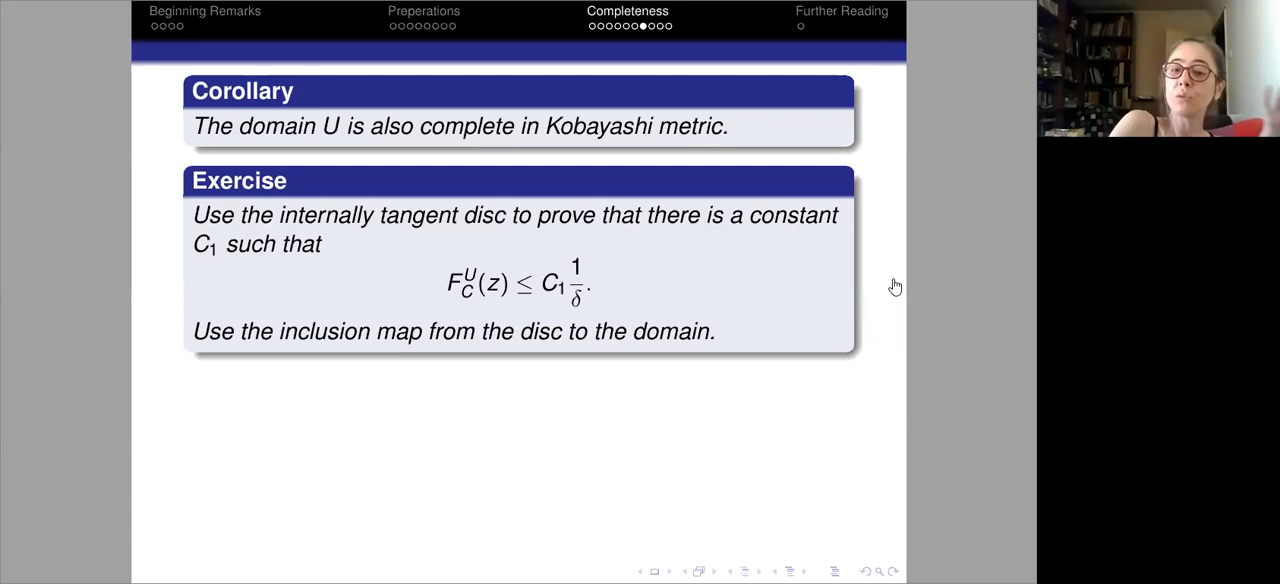 Beginning Remarks
Preperations
Completeness
Further Reading
Corollary
The domain U is also complete in Kobayashi metric.
Exercise
Use the internally tangent disc to prove that there is a constant
C₁ such that
F_C^U(z) ≤ C₁ 1/δ.
Use the inclusion map from the disc to the domain.